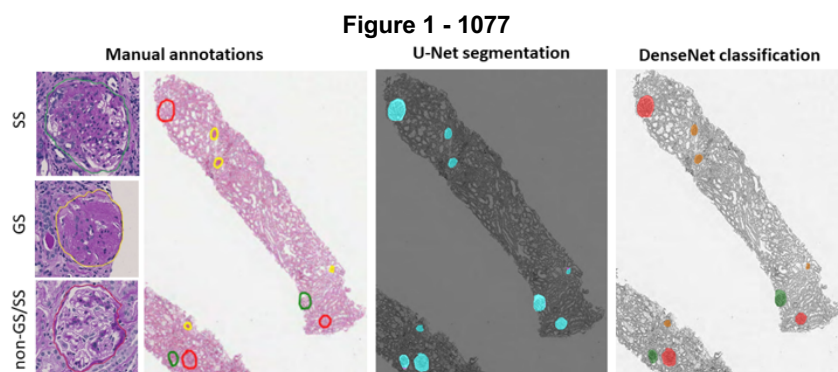 Figure 1 - 1077
Manual annotations
U-Net segmentation
DenseNet classification
SS
GS
non-GS/SS